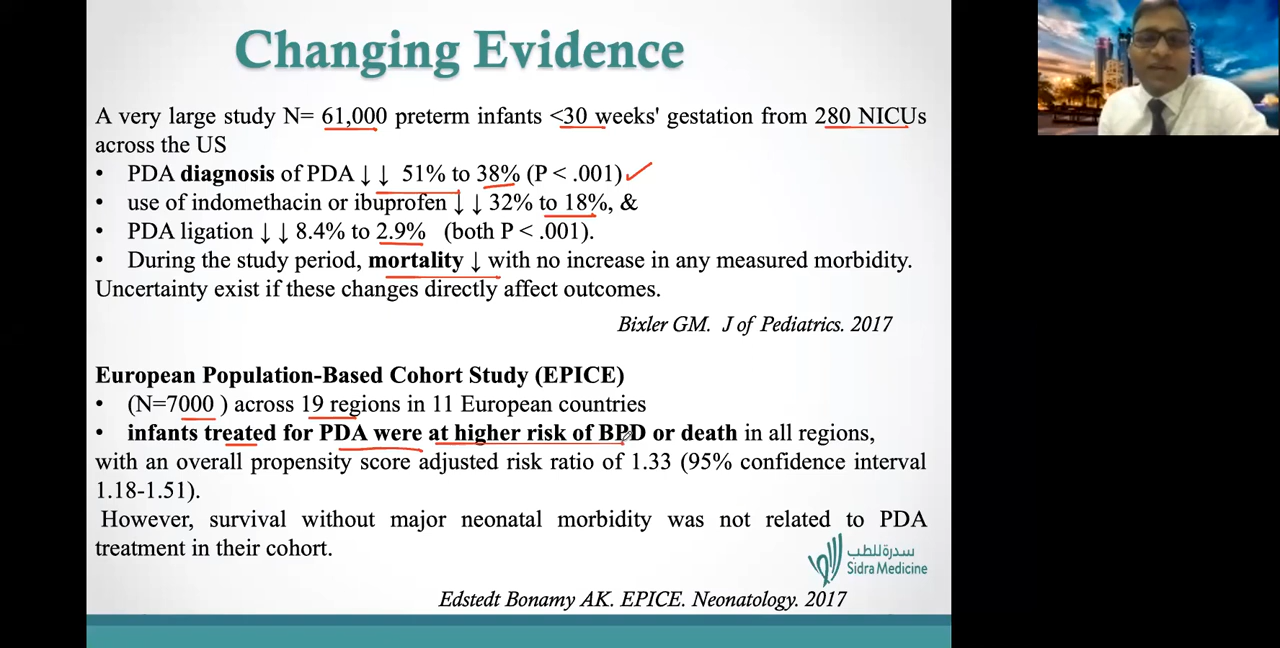 Changing Evidence
A very large study N= 61,000 preterm infants <30 weeks' gestation from 280 NICUs
across the US
• PDA diagnosis of PDA ↓ ↓ 51% to 38% (P < .001)
• use of indomethacin or ibuprofen ↓ ↓ 32% to 18%, &
• PDA ligation ↓ ↓ 8.4% to 2.9% (both P < .001).
• During the study period, mortality ↓ with no increase in any measured morbidity.
Uncertainty exist if these changes directly affect outcomes.
Bixler GM. J of Pediatrics. 2017
European Population-Based Cohort Study (EPICE)
• (N=7000 ) across 19 regions in 11 European countries
• infants treated for PDA were at higher risk of BPD or death in all regions,
with an overall propensity score adjusted risk ratio of 1.33 (95% confidence interval
1.18-1.51).
However, survival without major neonatal morbidity was not related to PDA
treatment in their cohort.
سدرة للطب
Sidra Medicine
Edstedt Bonamy AK. EPICE. Neonatology. 2017